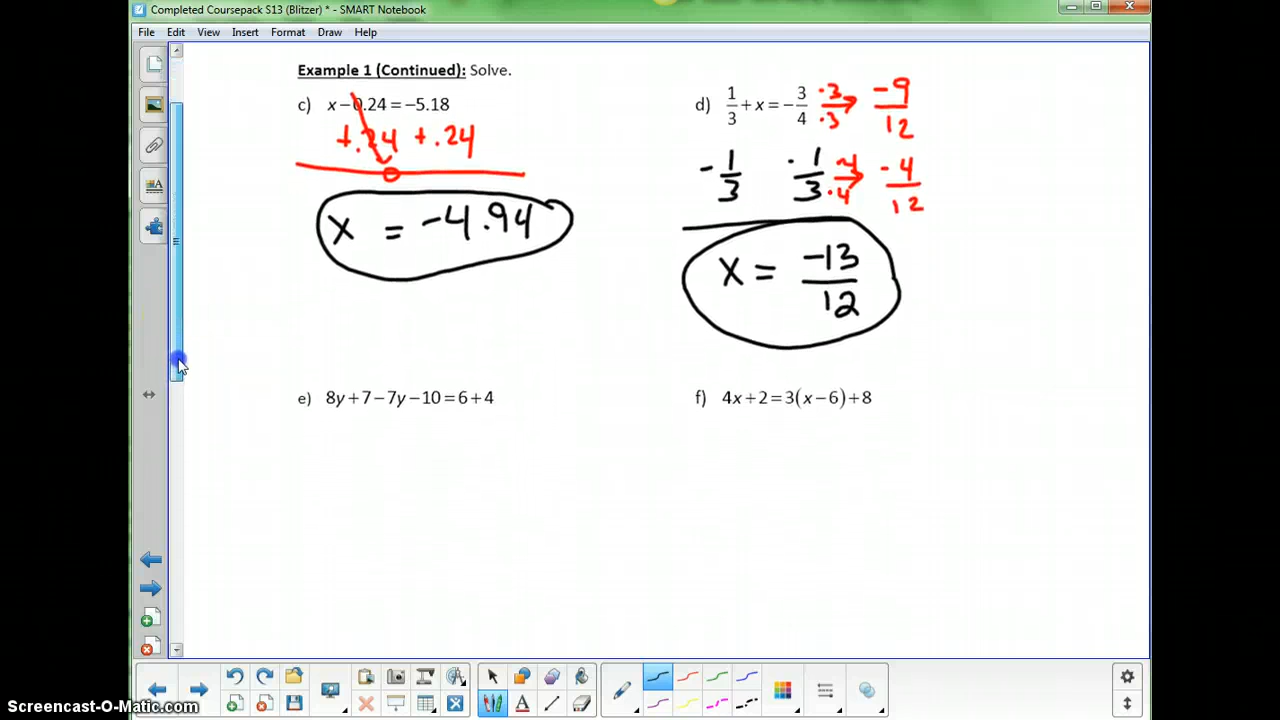 Completed Coursepack S13 (Blitzer) * - SMART Notebook
File Edit View Insert Format Draw Help
Example 1 (Continued): Solve.
c) x − 0.24 = −5.18
+.24 +.24
x = -4.94
d) 1/3 + x = − 3/4 ·3 ·3 → -9/12
- 1/3 - 1/3 ·4 ·4 → -4/12
x = -13/12
e) 8y + 7 − 7y − 10 = 6 + 4
f) 4x + 2 = 3(x − 6) + 8
Screencast-O-Matic.com